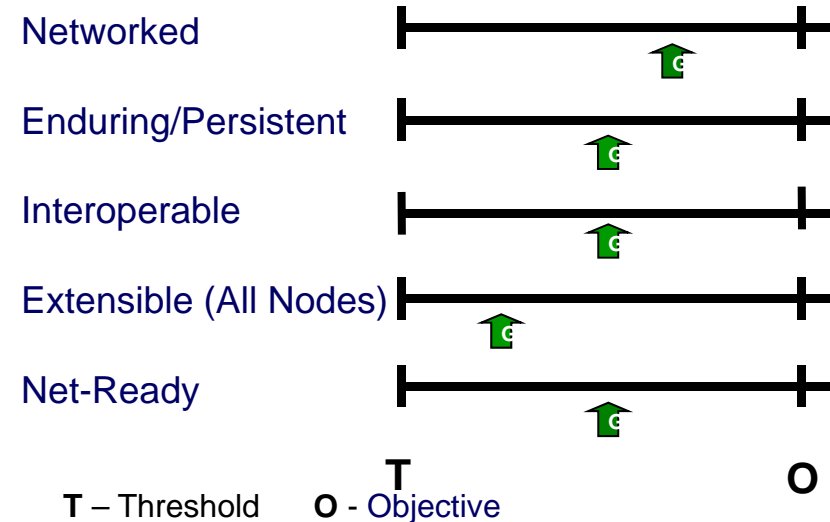 Networked
G
Enduring/Persistent
G
Interoperable
G
Extensible (All Nodes)
G
Net-Ready
G
T O
T – Threshold O - Objective